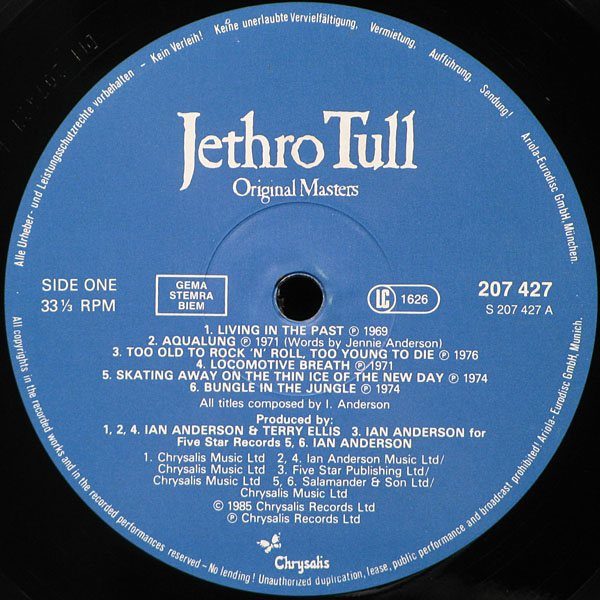 Alle Urheber- und Leistungsschutzrechte vorbehalten - Kein Verleih! - Keine unerlaubte Vervielfältigung, Vermietung, Aufführung, Sendung! Ariola-Eurodisc GmbH, München.
Jethro Tull
Original Masters
SIDE ONE
33⅓ RPM
GEMA
STEMRA
BIEM
LC 1626
207 427
S 207 427 A
1. LIVING IN THE PAST ℗ 1969
2. AQUALUNG ℗ 1971 (Words by Jennie Anderson)
3. TOO OLD TO ROCK 'N' ROLL, TOO YOUNG TO DIE ℗ 1976
4. LOCOMOTIVE BREATH ℗ 1971
5. SKATING AWAY ON THE THIN ICE OF THE NEW DAY ℗ 1974
6. BUNGLE IN THE JUNGLE ℗ 1974
All titles composed by I. Anderson
Produced by:
1, 2, 4. IAN ANDERSON & TERRY ELLIS 3. IAN ANDERSON for
Five Star Records 5, 6. IAN ANDERSON
1. Chrysalis Music Ltd 2, 4. Ian Anderson Music Ltd/
Chrysalis Music Ltd 3. Five Star Publishing Ltd/
Chrysalis Music Ltd 5, 6. Salamander & Son Ltd/
Chrysalis Music Ltd
© 1985 Chrysalis Records Ltd
℗ Chrysalis Records Ltd
Chrysalis
All copyrights in the recorded works and in the recorded performances reserved - No lending! Unauthorized duplication, lease, public performance and broadcast prohibited! Ariola-Eurodisc GmbH, Munich.